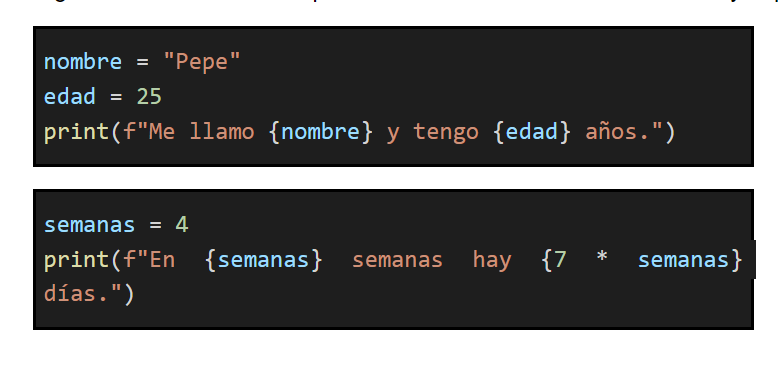 nombre = "Pepe"
edad = 25
print(f"Me llamo {nombre} y tengo {edad} años.")
semanas = 4
print(f"En {semanas} semanas hay {7 * semanas}
días.")